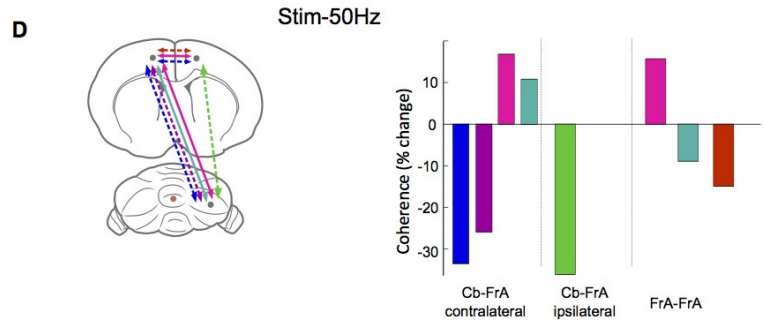 Stim-50Hz
D
Coherence (% change)
10
0
-10
-20
-30
Cb-FrA
contralateral
Cb-FrA
ipsilateral
FrA-FrA